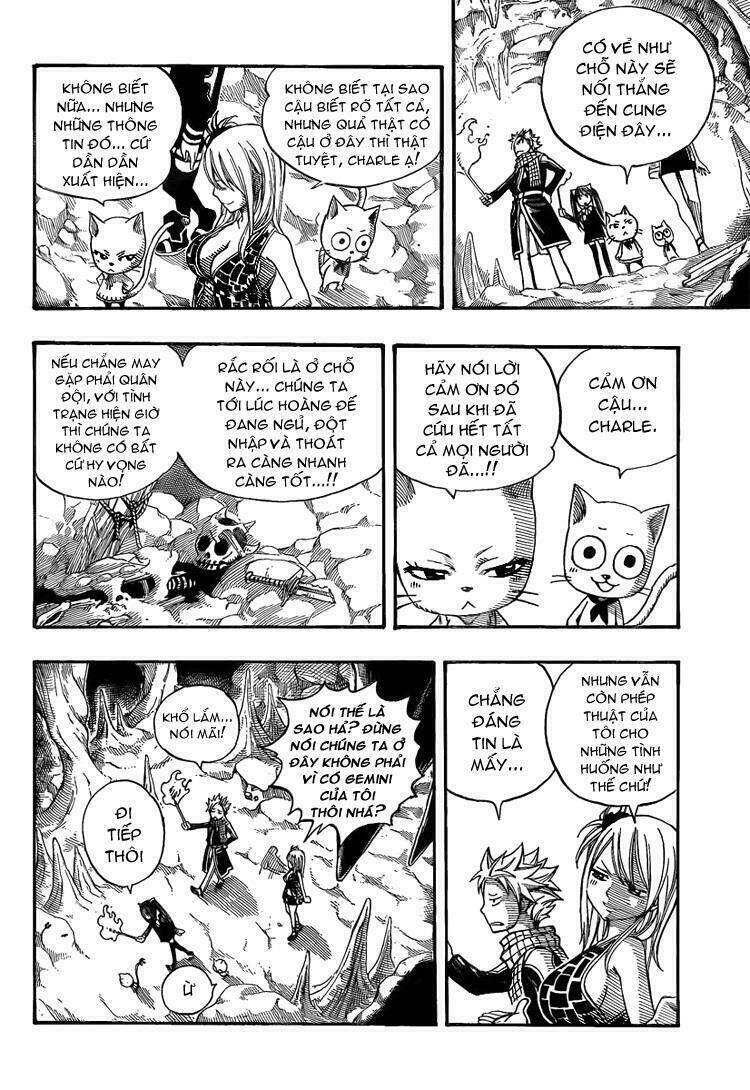 CÓ VẺ NHƯ
CHỖ NÀY SẼ
NỐI THẲNG
ĐẾN CUNG
ĐIỆN ĐÂY...
KHÔNG BIẾT TẠI SAO
CẬU BIẾT RÕ TẤT CẢ,
NHƯNG QUẢ THẬT CÓ
CẬU Ở ĐÂY THÌ THẬT
TUYỆT, CHARLE Ạ!
KHÔNG BIẾT
NỮA... NHƯNG
NHỮNG THÔNG
TIN ĐÓ... CỨ
DẦN DẦN
XUẤT HIỆN...
CẢM ƠN
CẬU...
CHARLE.
HÃY NÓI LỜI
CẢM ƠN ĐÓ
SAU KHI ĐÃ
CỨU HẾT TẤT
CẢ MỌI NGƯỜI
ĐÃ...!!
RẮC RỐI LÀ Ở CHỖ
NÀY... CHÚNG TA
TỚI LÚC HOÀNG ĐẾ
ĐANG NGỦ, ĐỘT
NHẬP VÀ THOÁT
RA CÀNG NHANH
CÀNG TỐT...!!
NẾU CHẲNG MAY
GẶP PHẢI QUÂN
ĐỘI, VỚI TÌNH
TRẠNG HIỆN GIỜ
THÌ CHÚNG TA
KHÔNG CÓ BẤT
CỨ HY VỌNG
NÀO!
NHƯNG VẪN
CÒN PHÉP
THUẬT CỦA
TÔI CHO
NHỮNG TÌNH
HUỐNG NHƯ
THẾ CHỨ!
CHẲNG
ĐÁNG
TIN LÀ
MẤY...
NÓI THẾ LÀ
SAO HẢ? ĐỪNG
NÓI CHÚNG TA Ở
ĐÂY KHÔNG PHẢI
VÌ CÓ GEMINI
CỦA TÔI
THÔI NHÁ?
KHỔ LẮM...
NÓI MÃI!
ĐI
TIẾP
THÔI
Ừ